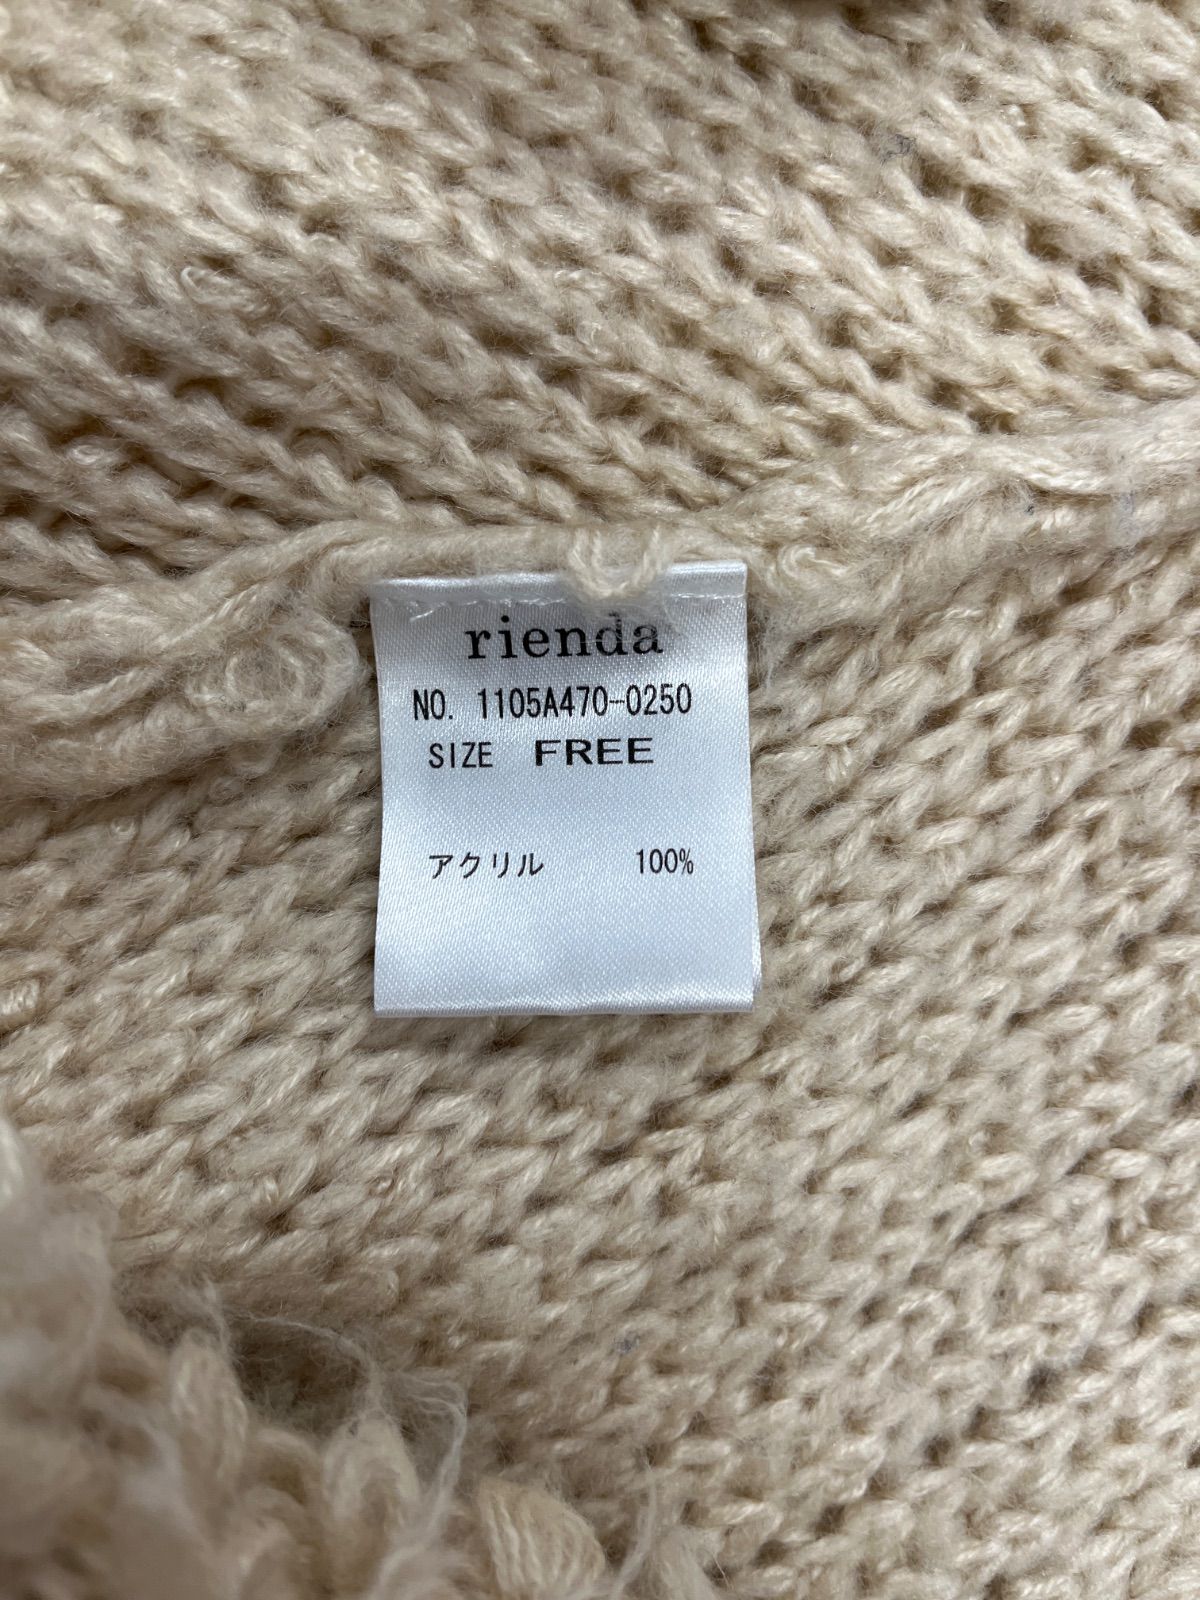 rienda
NO. 1105A470-0250
SIZE FREE
アクリル 100%